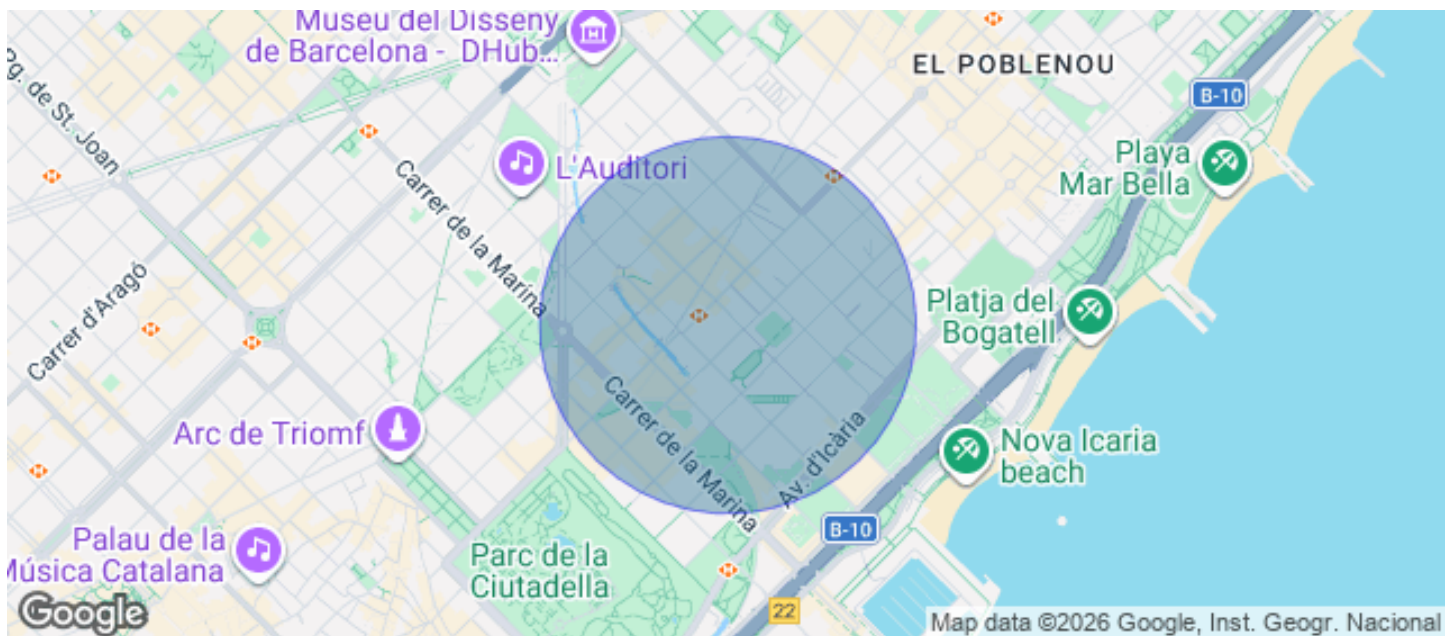 Museu del Disseny
de Barcelona - DHub...
EL POBLENOU
B-10
Pg. de St. Joan
L'Auditori
Playa
Mar Bella
Carrer de la Marina
Carrer d'Aragó
Platja del
Bogatell
Carrer de la Marina
Av. d'Icària
Arc de Triomf
Nova Icaria
beach
B-10
Palau de la
Música Catalana
Parc de la
Ciutadella
22
Google
Map data ©2026 Google, Inst. Geogr. Nacional